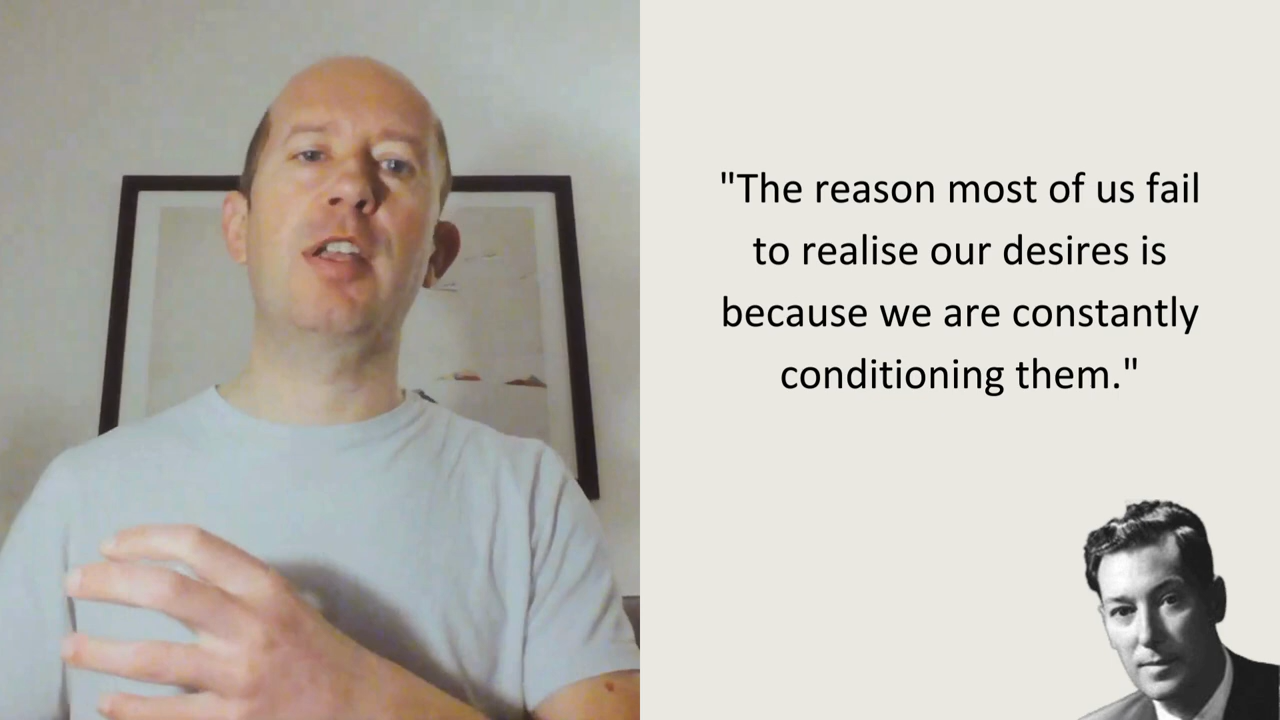 "The reason most of us fail
to realise our desires is
because we are constantly
conditioning them."